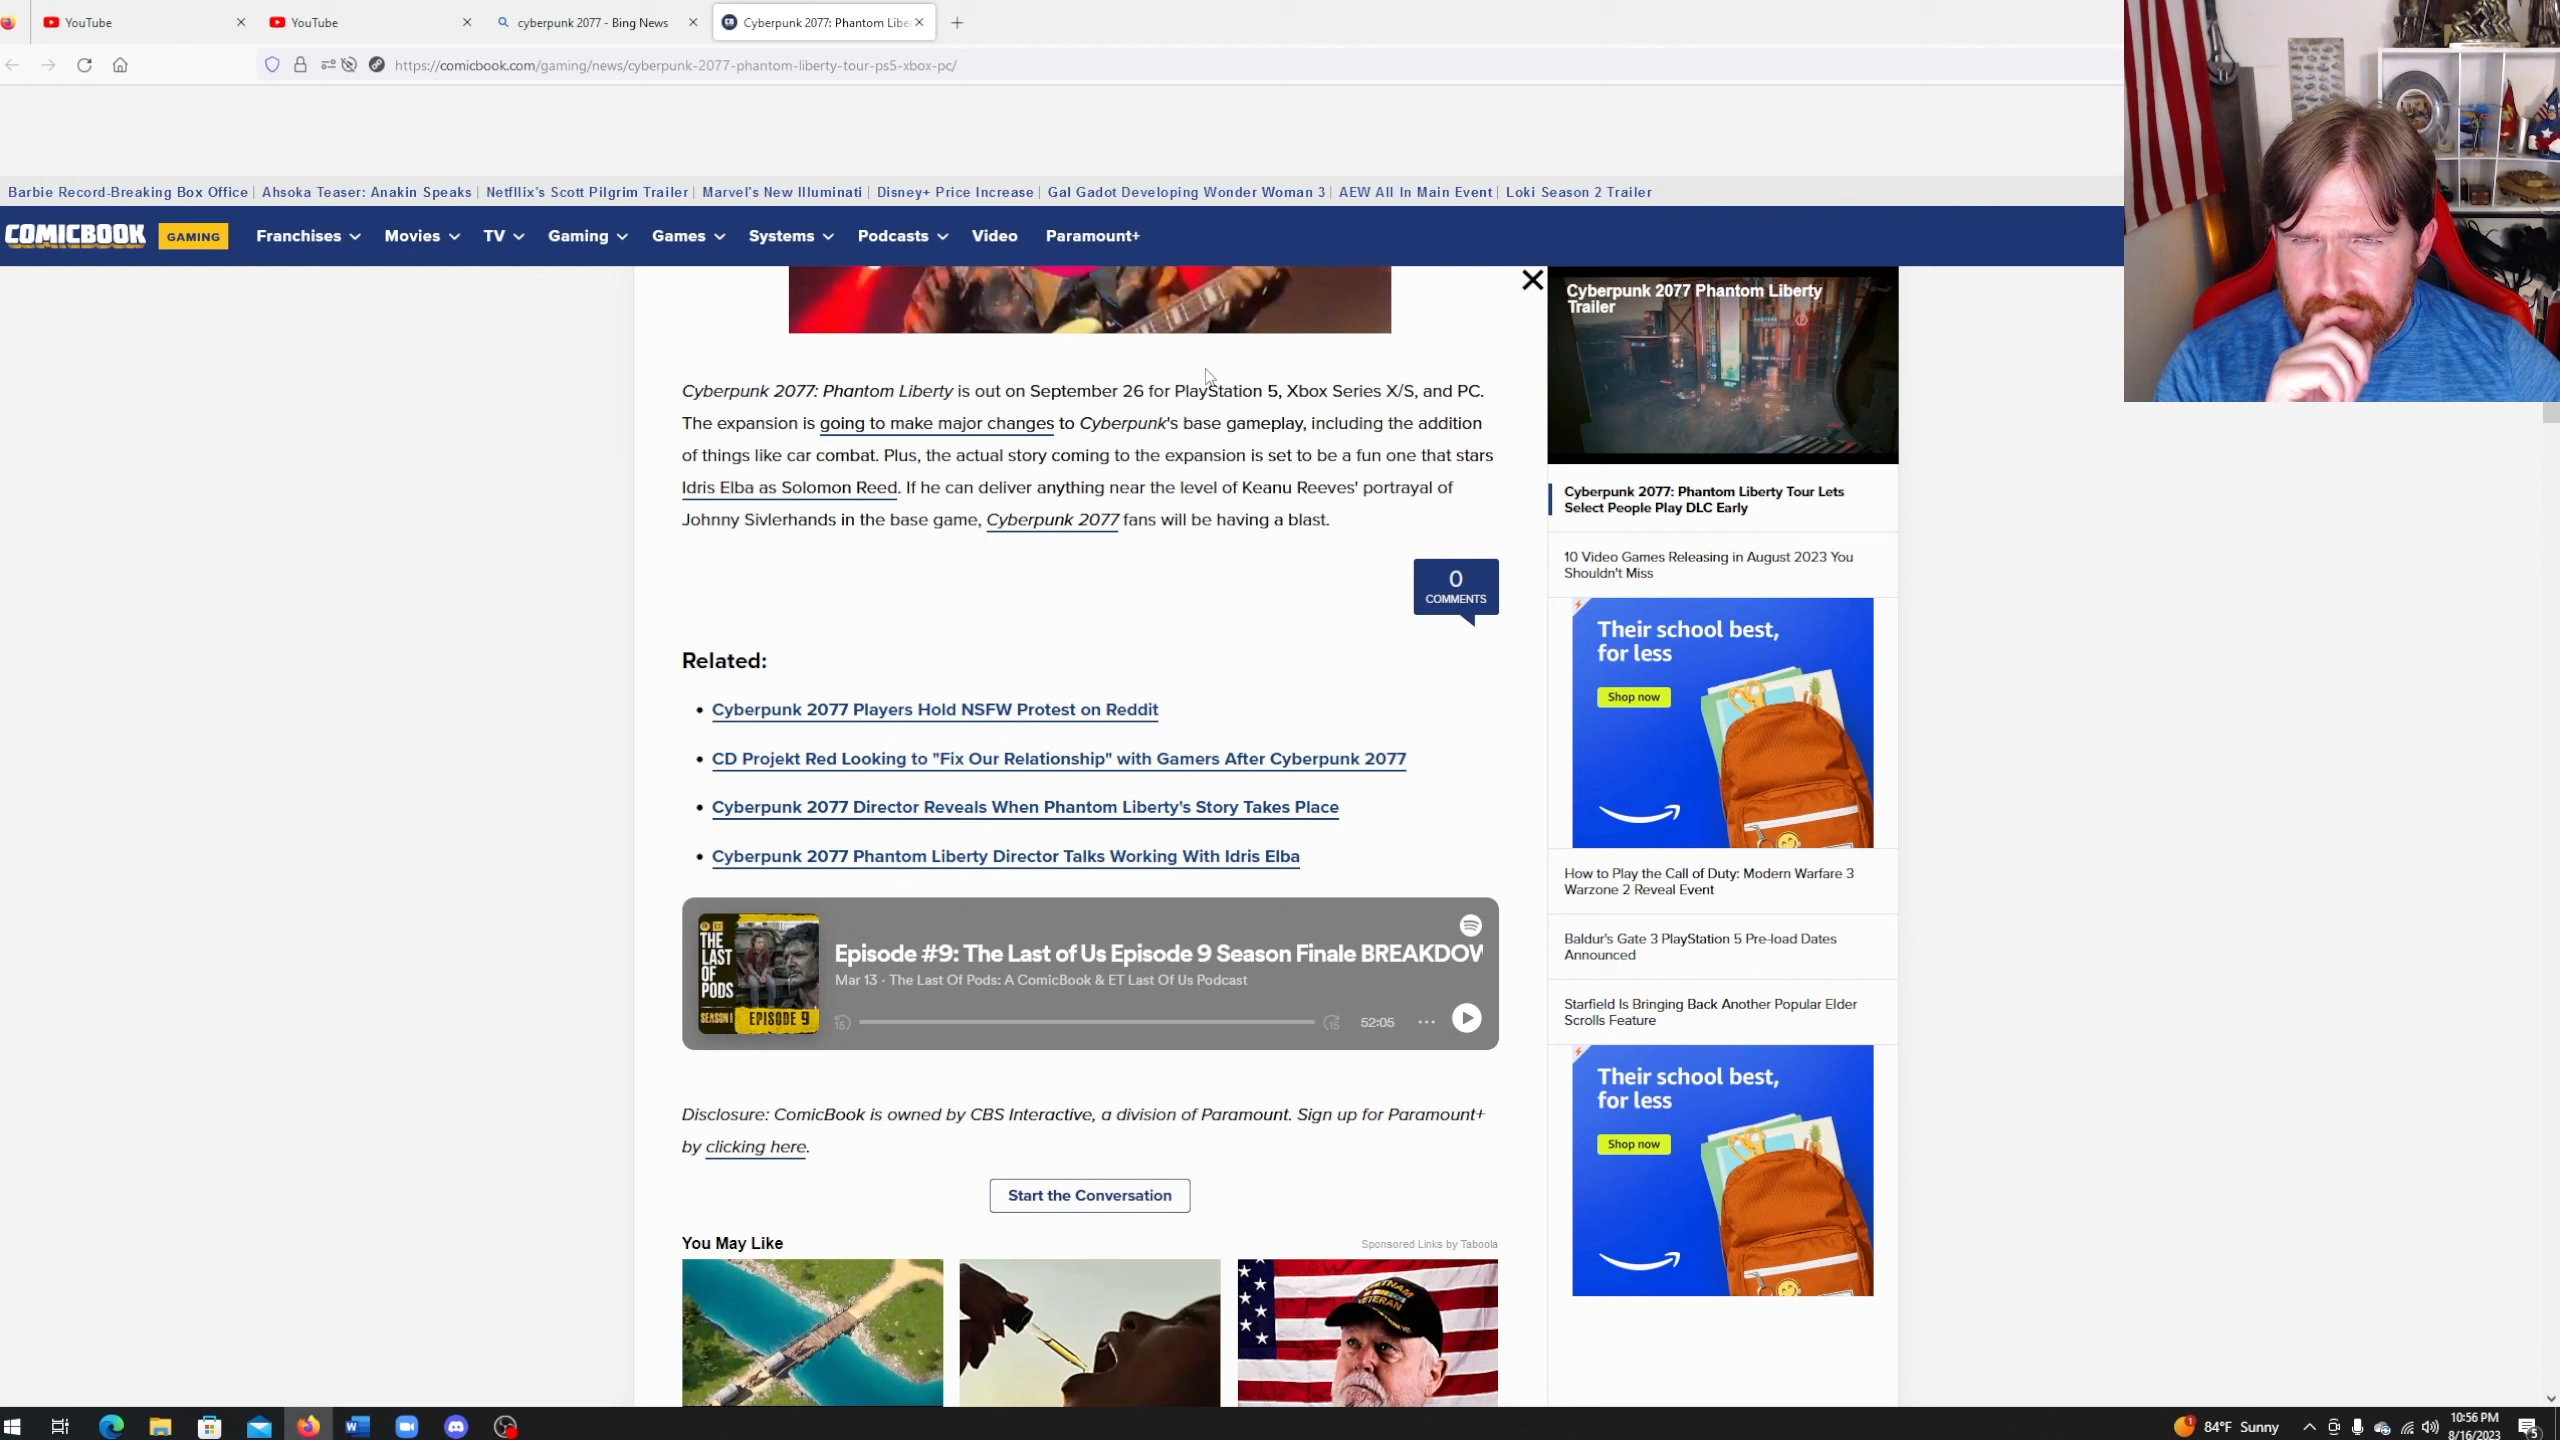 YouTube
YouTube
cyberpunk 2077 - Bing News
Cyberpunk 2077: Phantom Libe
https://comicbook.com/gaming/news/cyberpunk-2077-phantom-liberty-tour-ps5-xbox-pc/
Barbie Record-Breaking Box Office | Ahsoka Teaser: Anakin Speaks | Netfllix's Scott Pilgrim Trailer | Marvel's New Illuminati | Disney+ Price Increase | Gal Gadot Developing Wonder Woman 3 | AEW All In Main Event | Loki Season 2 Trailer
COMICBOOK GAMING Franchises Movies TV Gaming Games Systems Podcasts Video Paramount+
Cyberpunk 2077: Phantom Liberty is out on September 26 for PlayStation 5, Xbox Series X/S, and PC.
The expansion is going to make major changes to Cyberpunk's base gameplay, including the addition
of things like car combat. Plus, the actual story coming to the expansion is set to be a fun one that stars
Idris Elba as Solomon Reed. If he can deliver anything near the level of Keanu Reeves' portrayal of
Johnny Sivlerhands in the base game, Cyberpunk 2077 fans will be having a blast.
0
COMMENTS
Related:
• Cyberpunk 2077 Players Hold NSFW Protest on Reddit
• CD Projekt Red Looking to "Fix Our Relationship" with Gamers After Cyberpunk 2077
• Cyberpunk 2077 Director Reveals When Phantom Liberty's Story Takes Place
• Cyberpunk 2077 Phantom Liberty Director Talks Working With Idris Elba
THE
LAST
OF
PODS
SEASON 1 EPISODE 9
Episode #9: The Last of Us Episode 9 Season Finale BREAKDOW
Mar 13 · The Last Of Pods: A ComicBook & ET Last Of Us Podcast
15
15
52:05
Disclosure: ComicBook is owned by CBS Interactive, a division of Paramount. Sign up for Paramount+
by clicking here.
Start the Conversation
You May Like
Sponsored Links by Taboola
VIETNAM
VETERAN
Cyberpunk 2077 Phantom Liberty
Trailer
Cyberpunk 2077: Phantom Liberty Tour Lets
Select People Play DLC Early
10 Video Games Releasing in August 2023 You
Shouldn't Miss
Their school best,
for less
Shop now
How to Play the Call of Duty: Modern Warfare 3
Warzone 2 Reveal Event
Baldur's Gate 3 PlayStation 5 Pre-load Dates
Announced
Starfield Is Bringing Back Another Popular Elder
Scrolls Feature
Their school best,
for less
Shop now
1
84°F Sunny
10:56 PM
8/16/2023
5